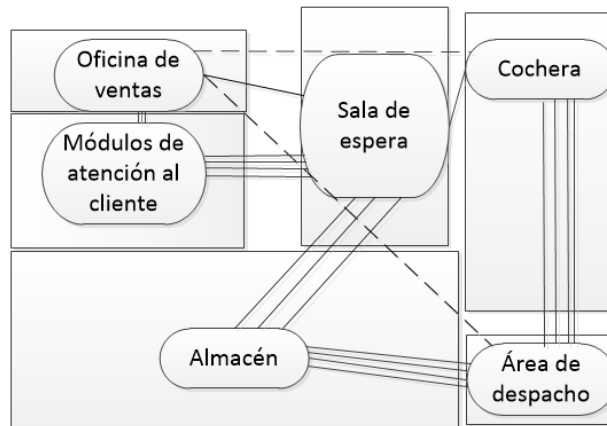 Oficina de
ventas
Cochera
Sala de
espera
Módulos de
atención al
cliente
Almacén
Área de
despacho